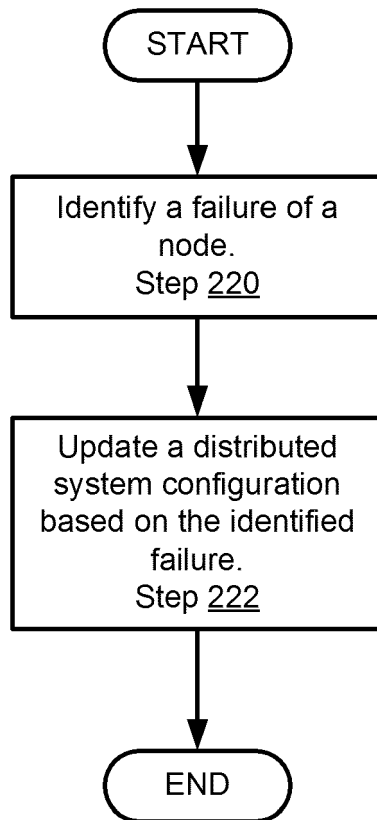 START
Identify a failure of a
node.
Step 220
Update a distributed
system configuration
based on the identified
failure.
Step 222
END